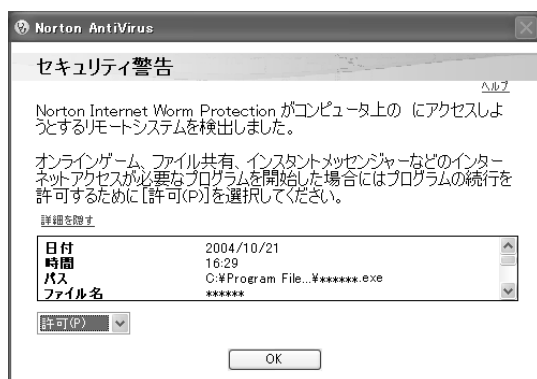 Norton AntiVirus
セキュリティ警告
ヘルプ
Norton Internet Worm Protection がコンピュータ上の にアクセスしよ
うとするリモートシステムを検出しました。
オンラインゲーム、ファイル共有、インスタントメッセンジャーなどのインター
ネットアクセスが必要なプログラムを開始した場合にはプログラムの続行を
許可するために [許可(P)]を選択してください。
詳細を隠す
日付 2004/10/21
時間 16:29
パス C:¥Program File...¥******.exe
ファイル名 ******
許可(P)
OK